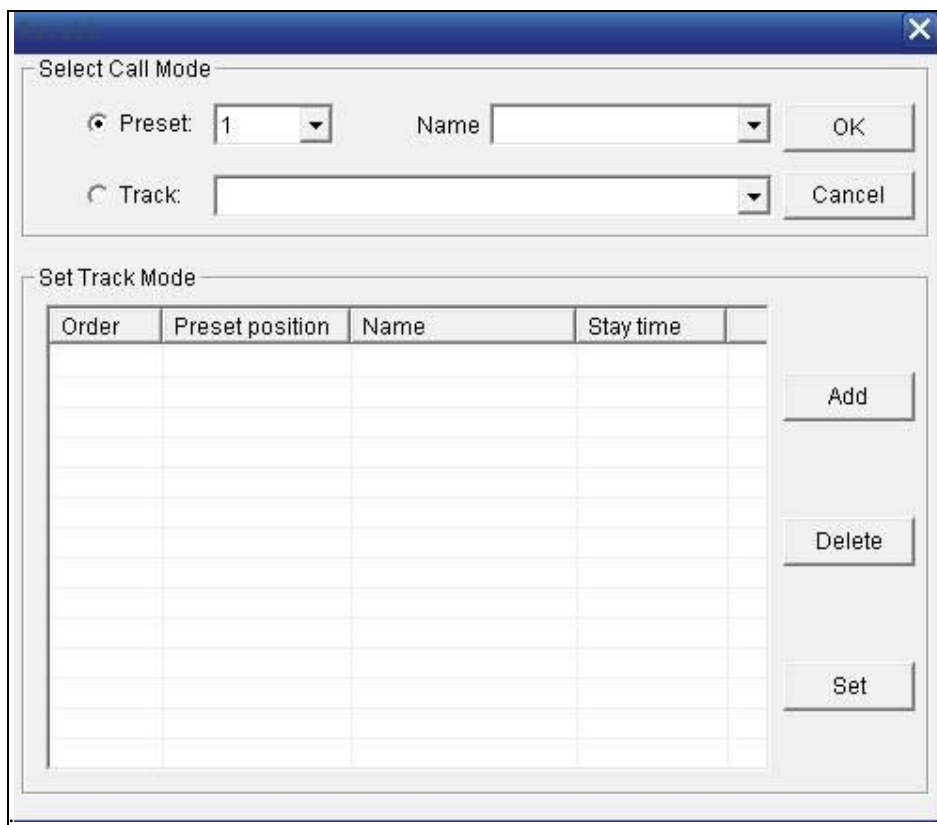 Select Call Mode
Preset: 1 Name OK
Track: Cancel
Set Track Mode
Order Preset position Name Stay time
Add
Delete
Set